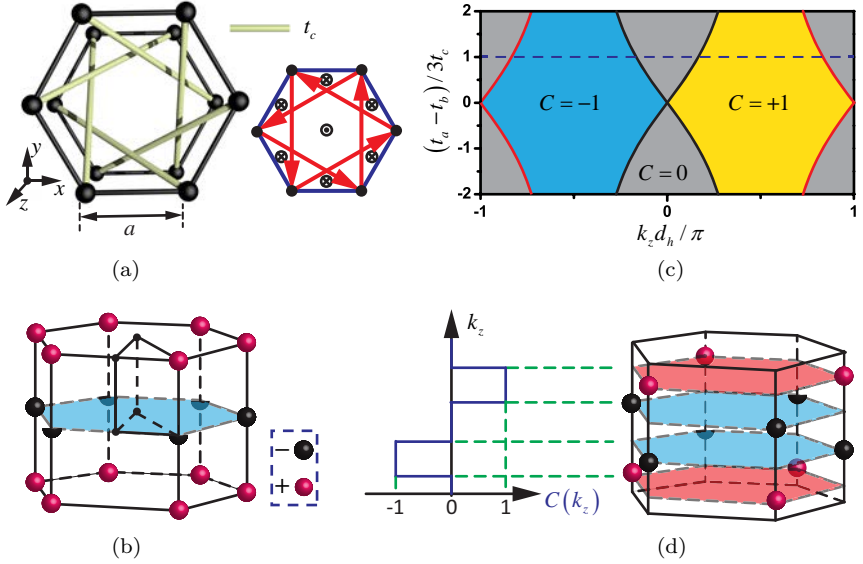 t_c
y
x
z
a
(a)
(t_a − t_b) / 3t_c
2
1
0
-1
-2
C = −1
C = +1
C = 0
-1
0
1
k_z d_h / π
(c)
−
+
(b)
k_z
-1
0
1
C(k_z)
(d)